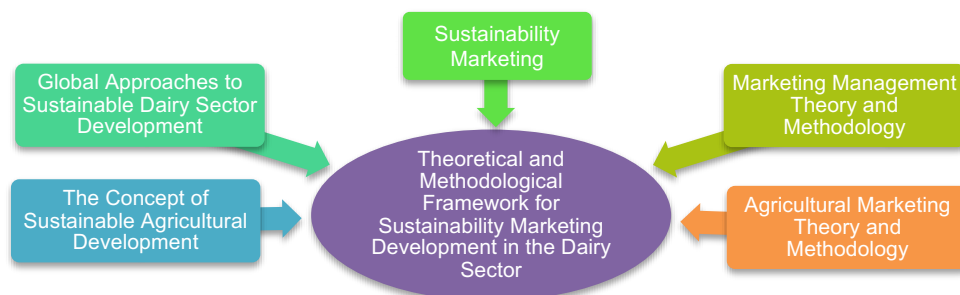 Sustainability
Marketing
Global Approaches to
Sustainable Dairy Sector
Development
Marketing Management
Theory and
Methodology
The Concept of
Sustainable Agricultural
Development
Theoretical and
Methodological
Framework for
Sustainability Marketing
Development in the Dairy
Sector
Agricultural Marketing
Theory and
Methodology